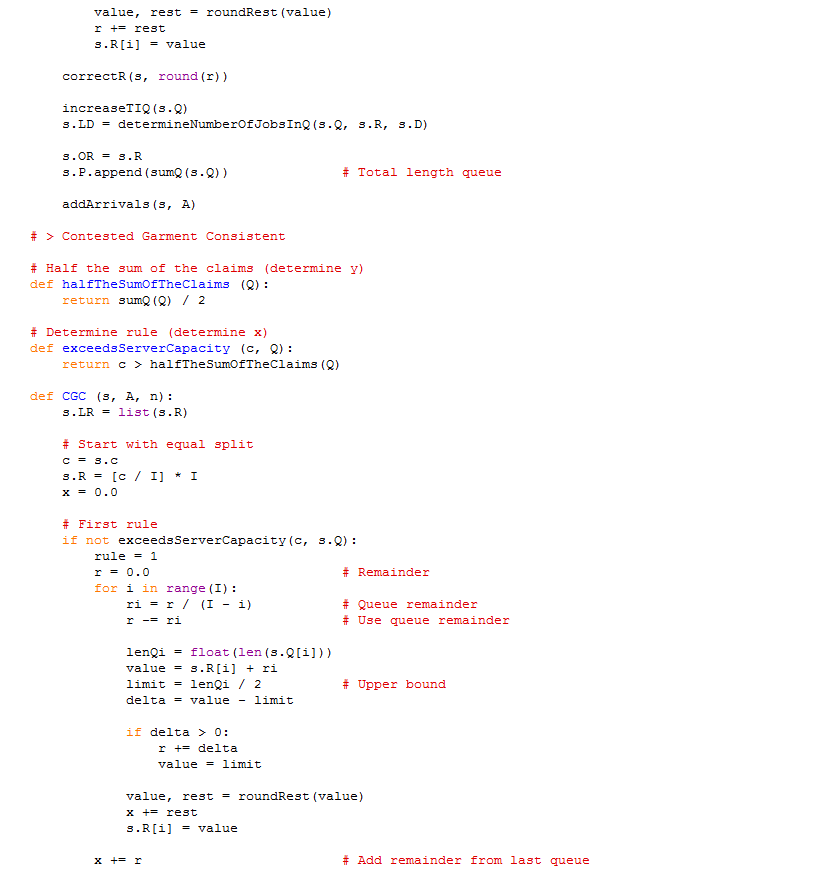 value, rest = roundRest(value)
r += rest
s.R[i] = value
correctR(s, round(r))
increaseTIQ(s.Q)
s.LD = determineNumberOfJobsInQ(s.Q, s.R, s.D)
s.OR = s.R
s.P.append(sumQ(s.Q)) # Total length queue
addArrivals(s, A)
# > Contested Garment Consistent
# Half the sum of the claims (determine y)
def halfTheSumOfTheClaims (Q):
return sumQ(Q) / 2
# Determine rule (determine x)
def exceedsServerCapacity (c, Q):
return c > halfTheSumOfTheClaims(Q)
def CGC (s, A, n):
s.LR = list(s.R)
# Start with equal split
c = s.c
s.R = [c / I] * I
x = 0.0
# First rule
if not exceedsServerCapacity(c, s.Q):
rule = 1
r = 0.0 # Remainder
for i in range(I):
ri = r / (I - i) # Queue remainder
r -= ri # Use queue remainder
lenQi = float(len(s.Q[i]))
value = s.R[i] + ri
limit = lenQi / 2 # Upper bound
delta = value - limit
if delta > 0:
r += delta
value = limit
value, rest = roundRest(value)
x += rest
s.R[i] = value
x += r # Add remainder from last queue